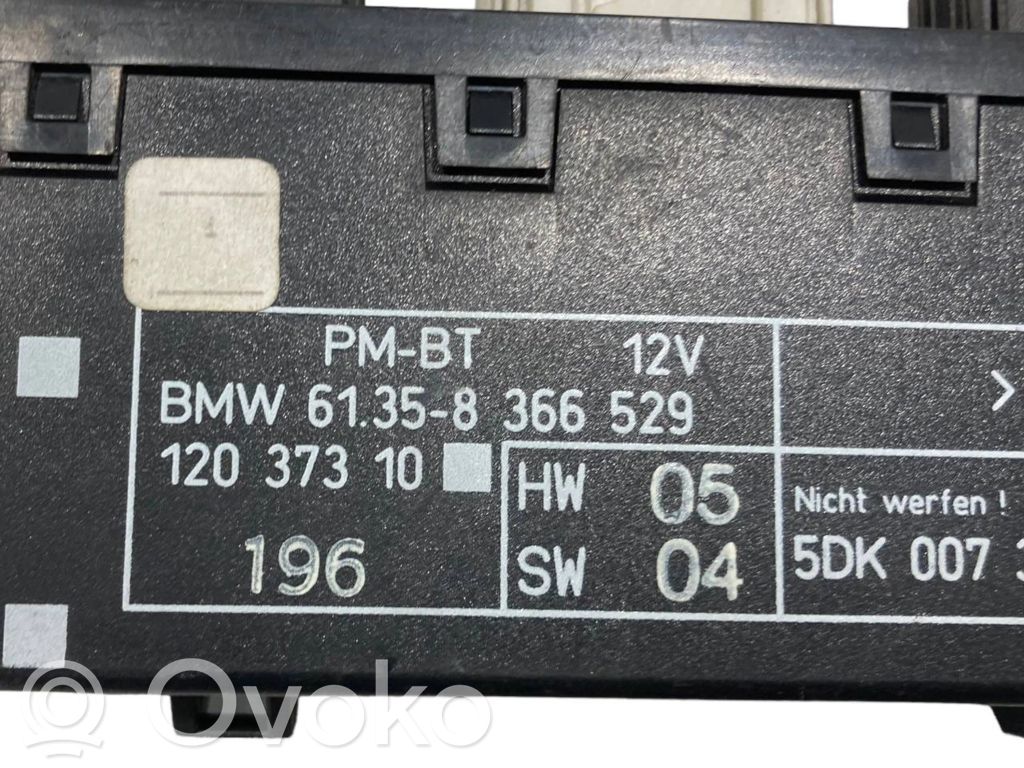 1
PM-BT 12V
BMW 61.35-8 366 529
120 373 10
HW 05
SW 04
196
>
Nicht werfen !
5DK 007
Ovoko